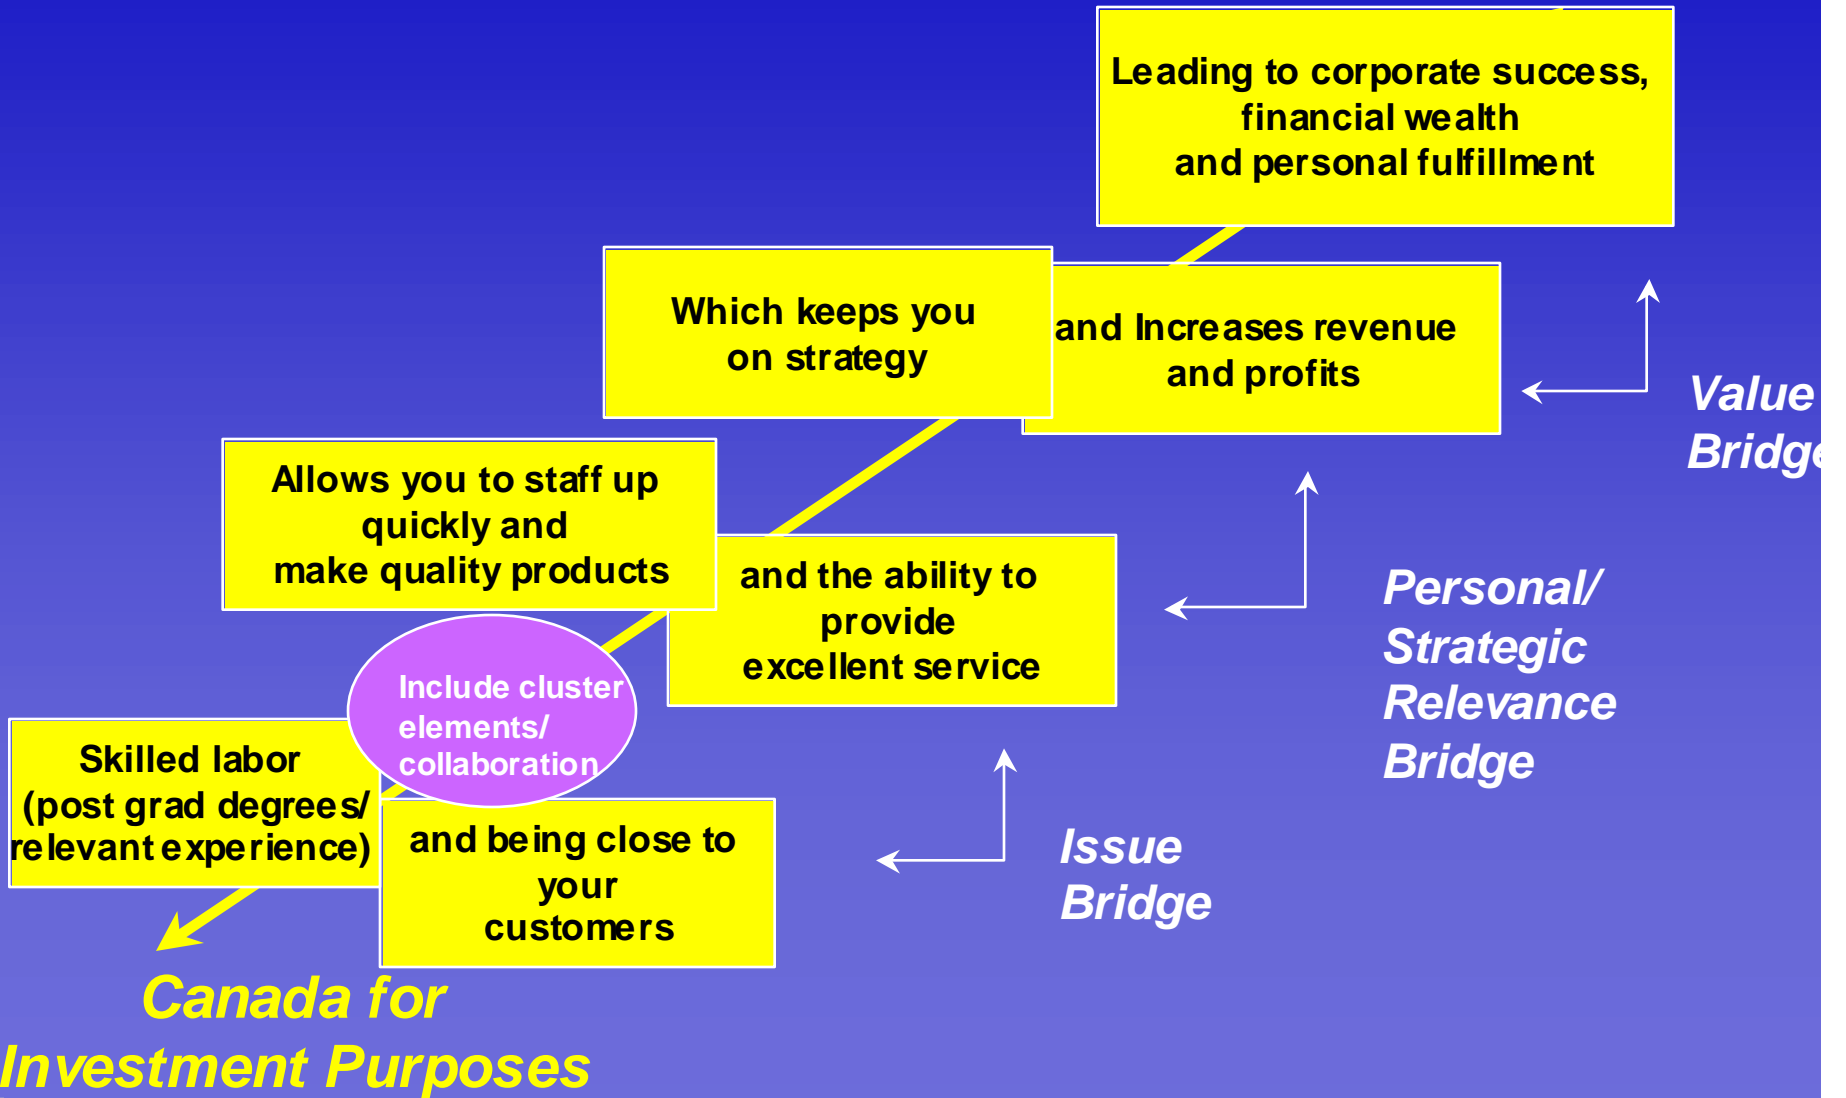 Leading to corporate success,
financial wealth
and personal fulfillment
Which keeps you
on strategy
and Increases revenue
and profits
Value
Bridge
Allows you to staff up
quickly and
make quality products
and the ability to
provide
excellent service
Personal/
Strategic
Relevance
Bridge
Include cluster
elements/
collaboration
Skilled labor
(post grad degrees/
relevant experience)
and being close to
your
customers
Issue
Bridge
Canada for
Investment Purposes